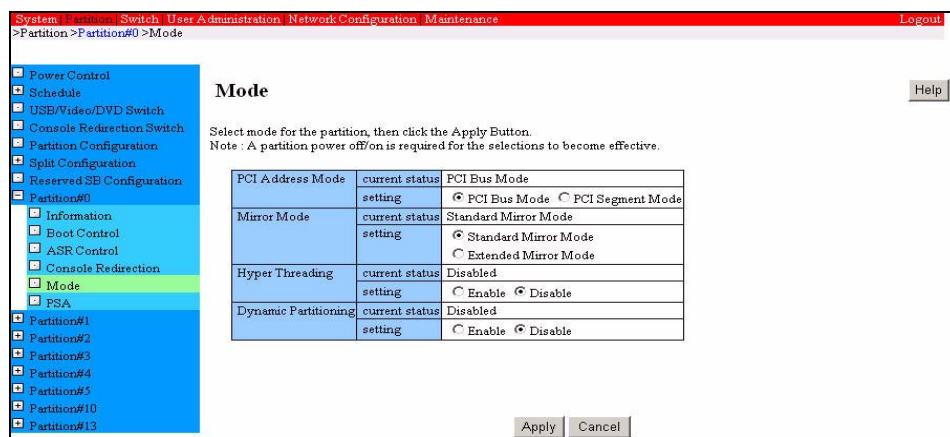 System | Partition | Switch | User Administration | Network Configuration | Maintenance Logout
>Partition >Partition#0 >Mode
Power Control
Schedule
USB/Video/DVD Switch
Console Redirection Switch
Partition Configuration
Split Configuration
Reserved SB Configuration
Partition#0
Information
Boot Control
ASR Control
Console Redirection
Mode
PSA
Partition#1
Partition#2
Partition#3
Partition#4
Partition#5
Partition#10
Partition#13
Mode
Help
Select mode for the partition, then click the Apply Button.
Note : A partition power off/on is required for the selections to become effective.
PCI Address Mode current status PCI Bus Mode
setting PCI Bus Mode PCI Segment Mode
Mirror Mode current status Standard Mirror Mode
setting Standard Mirror Mode
Extended Mirror Mode
Hyper Threading current status Disabled
setting Enable Disable
Dynamic Partitioning current status Disabled
setting Enable Disable
Apply Cancel